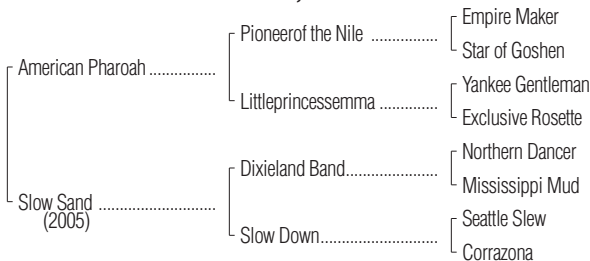 Empire Maker
Pioneerof the Nile ................
Star of Goshen
American Pharoah ................
Yankee Gentleman
Littleprincessemma ..............
Exclusive Rosette
Northern Dancer
Dixieland Band......................
Mississippi Mud
Slow Sand ............................
(2005)
Seattle Slew
Slow Down............................
Corrazona